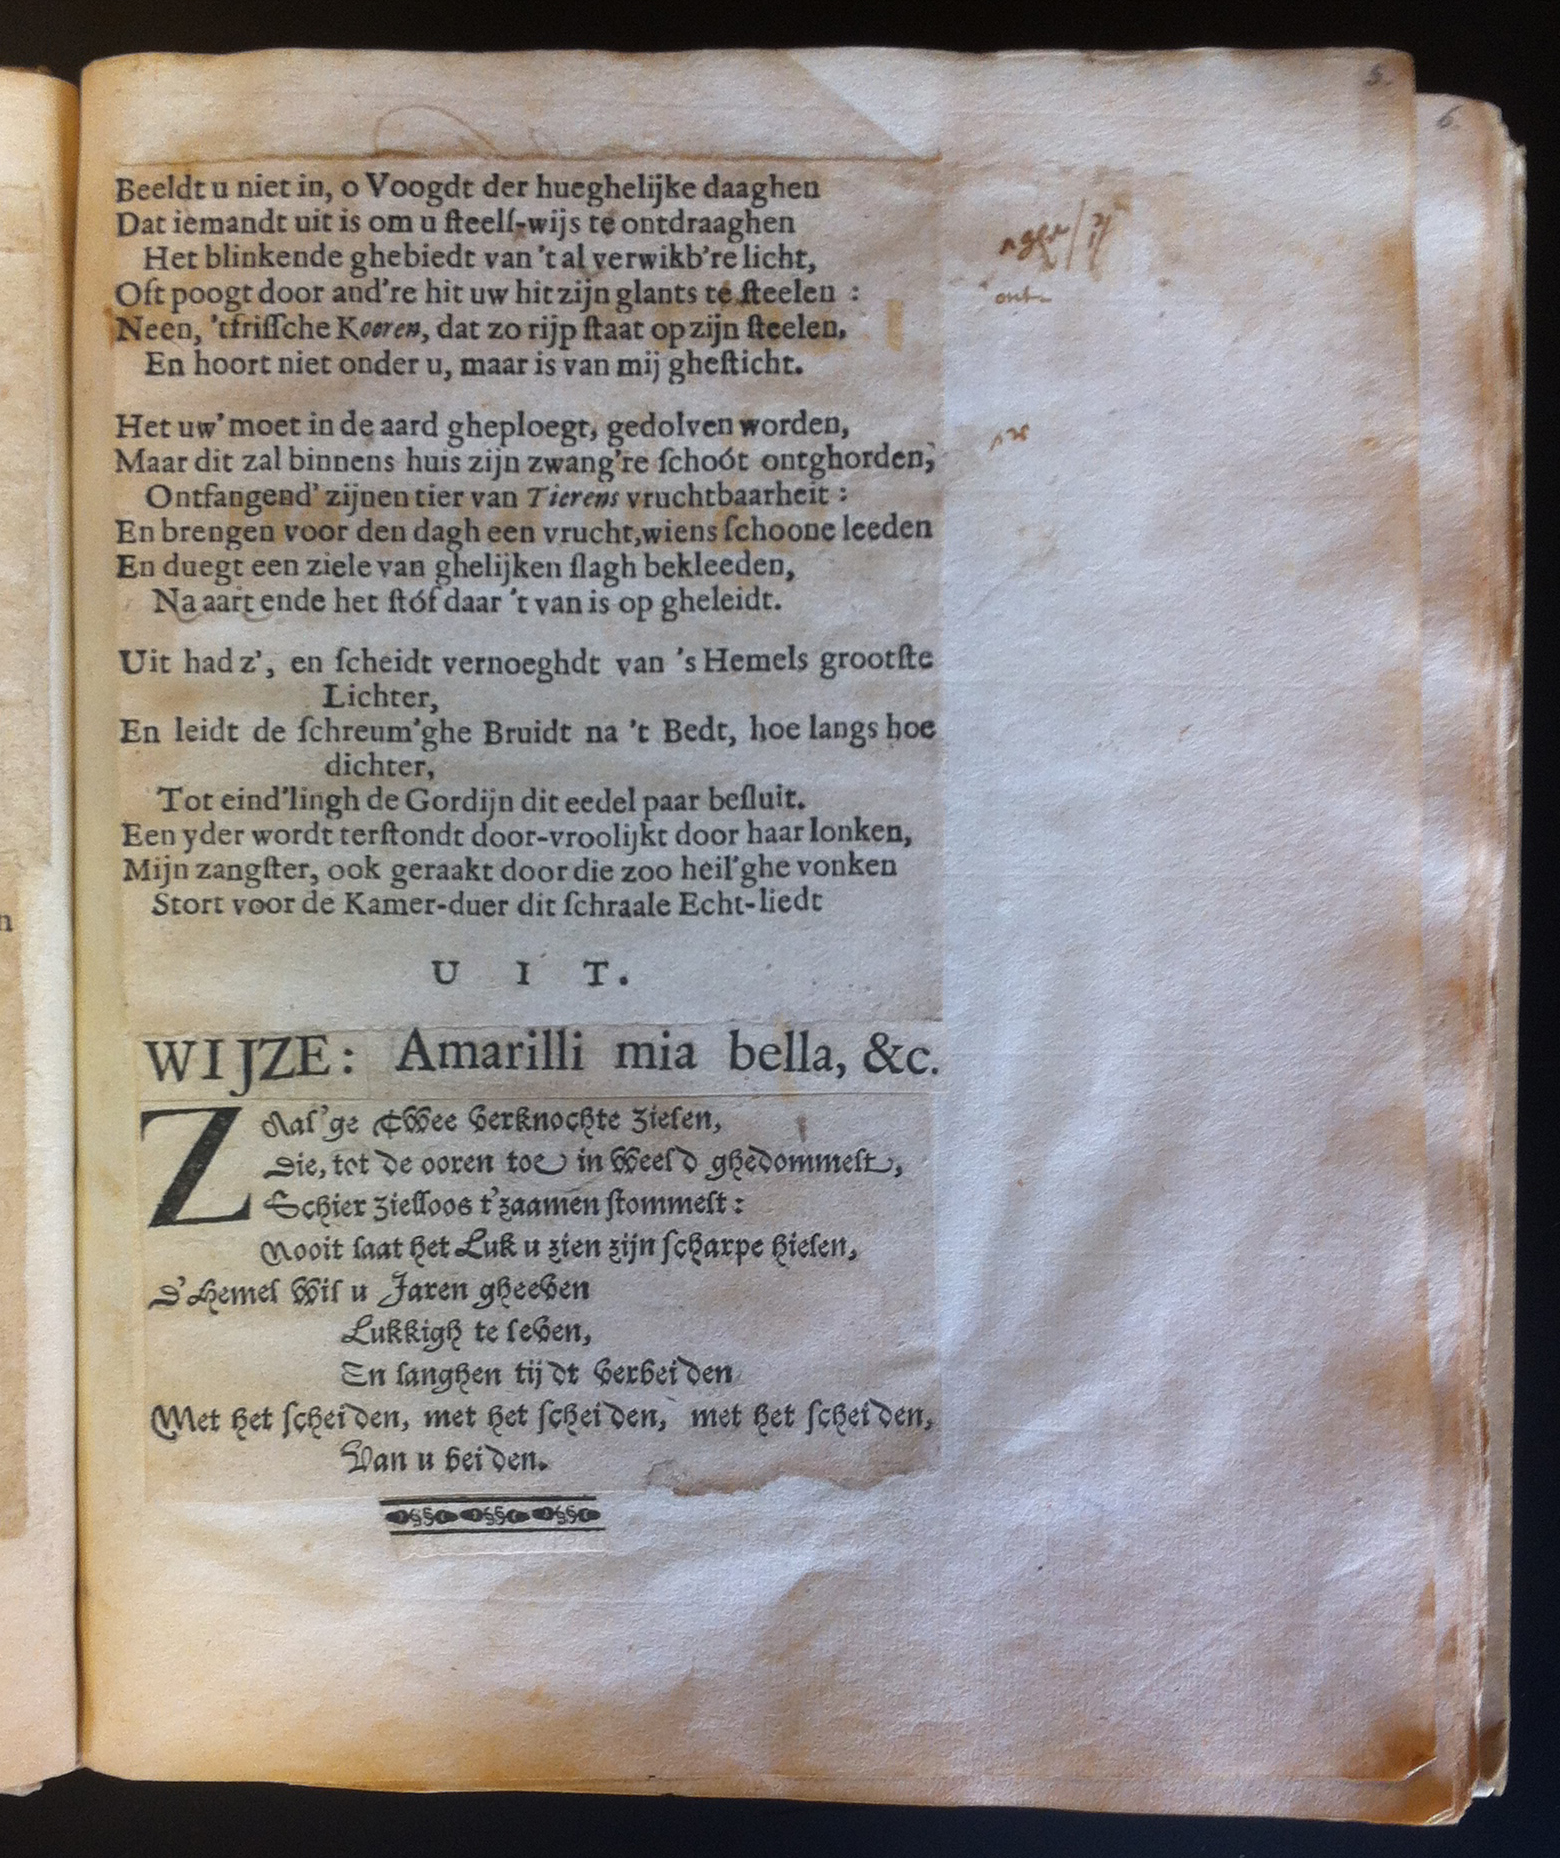 5.
6.
Beeldt u niet in, o Voogdt der hueghelijke daaghen
Dat iemandt uit is om u ſteelſ-wijs te ontdraaghen
Het blinkende ghebiedt van 't al verwikb're licht,
Oft poogt door and're hit uw hit zijn glants te ſteelen :
Neen, 'tfriſſche Koeren, dat zo rijp ſtaat op zijn ſteelen,
En hoort niet onder u, maar is van mij gheſticht.
Het uw' moet in de aard gheploegt, gedolven worden,
Maar dit zal binnens huis zijn zwang're ſchoót ontghorden,
Ontfangend' zijnen tier van Tierens vruchtbaarheit :
En brengen voor den dagh een vrucht, wiens ſchoone leeden
En duegt een ziele van ghelijken ſlagh bekleeden,
Na aart ende het ſtóf daar 't van is op gheleidt.
Uit had z', en ſcheidt vernoeghdt van 's Hemels grootſte
Lichter,
En leidt de ſchreum'ghe Bruidt na 't Bedt, hoe langs hoe
dichter,
Tot eind'lingh de Gordijn dit eedel paar beſluit.
Een yder wordt terſtondt door-vroolijkt door haar lonken,
Mijn zangſter, ook geraakt door die zoo heil'ghe vonken
Stort voor de Kamer-duer dit ſchraale Echt-liedt
U I T.
WIJZE: Amarilli mia bella, &c.
ZAal'ge Twee verknochte zielen,
Die, tot de ooren toe in weeld ghedommelt,
Schier zielloos t'zaamen ſtommelt :
Nooit laat het Luk u zien zijn ſcharpe hielen,
D'Hemel wil u Jaren gheeven
Lukkigh te leven,
En langhen tijdt verbeiden
Met het ſcheiden, met het ſcheiden, met het ſcheiden,
Van u beiden.